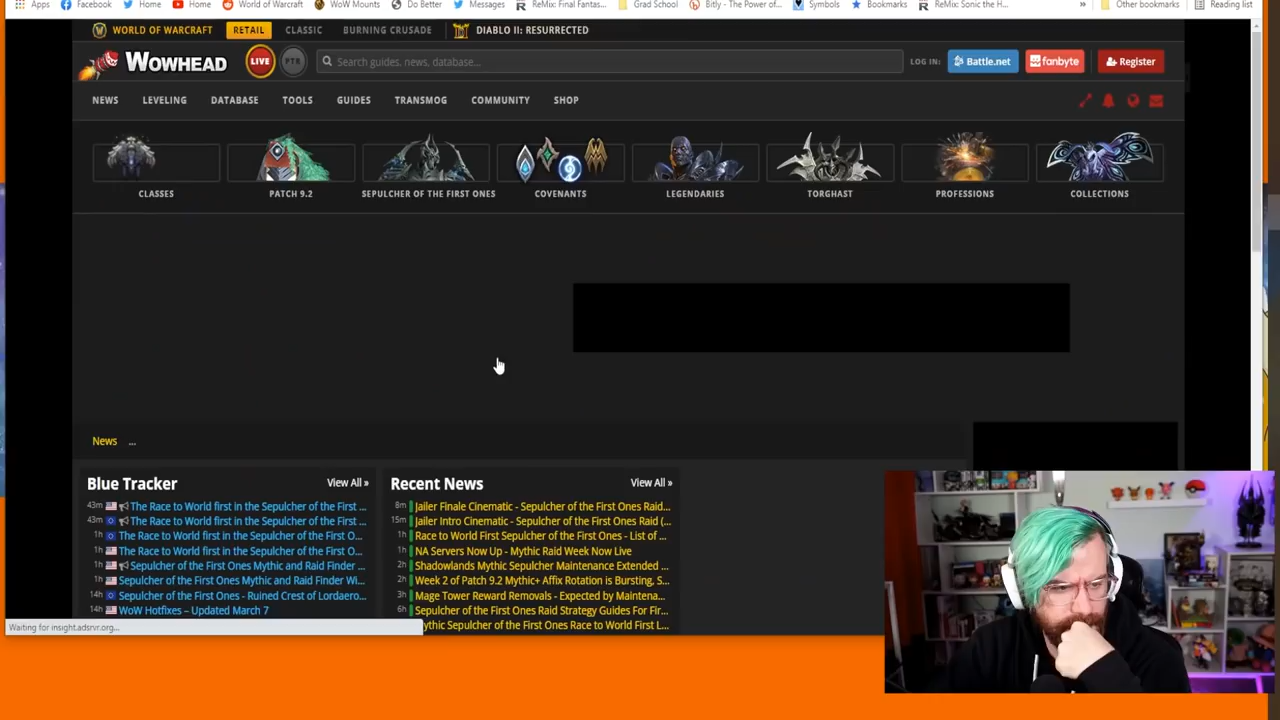 Apps Facebook Home Home World of Warcraft WoW Mounts Do Better Messages ReMix: Final Fantas... Grad School Bitly - The Power of... Symbols Bookmarks ReMix: Sonic the H... » Other bookmarks Reading list
WORLD OF WARCRAFT RETAIL CLASSIC BURNING CRUSADE DIABLO II: RESURRECTED
WOWHEAD LIVE PTR Search guides, news, database... LOG IN: Battle.net fanbyte Register
NEWS LEVELING DATABASE TOOLS GUIDES TRANSMOG COMMUNITY SHOP
CLASSES PATCH 9.2 SEPULCHER OF THE FIRST ONES COVENANTS LEGENDARIES TORGHAST PROFESSIONS COLLECTIONS
News ...
Blue Tracker View All »
43m The Race to World first in the Sepulcher of the First ...
43m The Race to World first in the Sepulcher of the First ...
1h The Race to World first in the Sepulcher of the First O...
1h The Race to World first in the Sepulcher of the First O...
1h Sepulcher of the First Ones Mythic and Raid Finder ...
1h Sepulcher of the First Ones Mythic and Raid Finder Wi...
14h Sepulcher of the First Ones - Ruined Crest of Lordaero...
14h WoW Hotfixes - Updated March 7
Recent News View All »
8m Jailer Finale Cinematic - Sepulcher of the First Ones Raid...
15m Jailer Intro Cinematic - Sepulcher of the First Ones Raid (...
1h Race to World First Sepulcher of the First Ones - List of ...
1h NA Servers Now Up - Mythic Raid Week Now Live
2h Shadowlands Mythic Sepulcher Maintenance Extended ...
2h Week 2 of Patch 9.2 Mythic+ Affix Rotation is Bursting, S...
3h Mage Tower Reward Removals - Expected by Maintena...
6h Sepulcher of the First Ones Raid Strategy Guides For Fir...
ythic Sepulcher of the First Ones Race to World First L...
Waiting for insight.adsrvr.org...